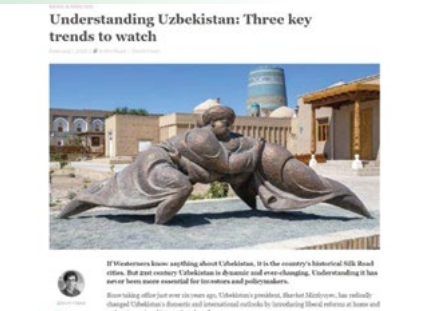 Understanding Uzbekistan: Three key
trends to watch
If Westerners know anything about Uzbekistan, it is the country's historical Silk Road
cities. But 21st century Uzbekistan is dynamic and ever-changing. Understanding it has
never been more essential for investors and policymakers.
Since taking office just over six years ago, Uzbekistan's president, Shavkat Mirziyoyev, has radically
changed Uzbekistan's domestic and international outlooks by introducing liberal reforms at home and